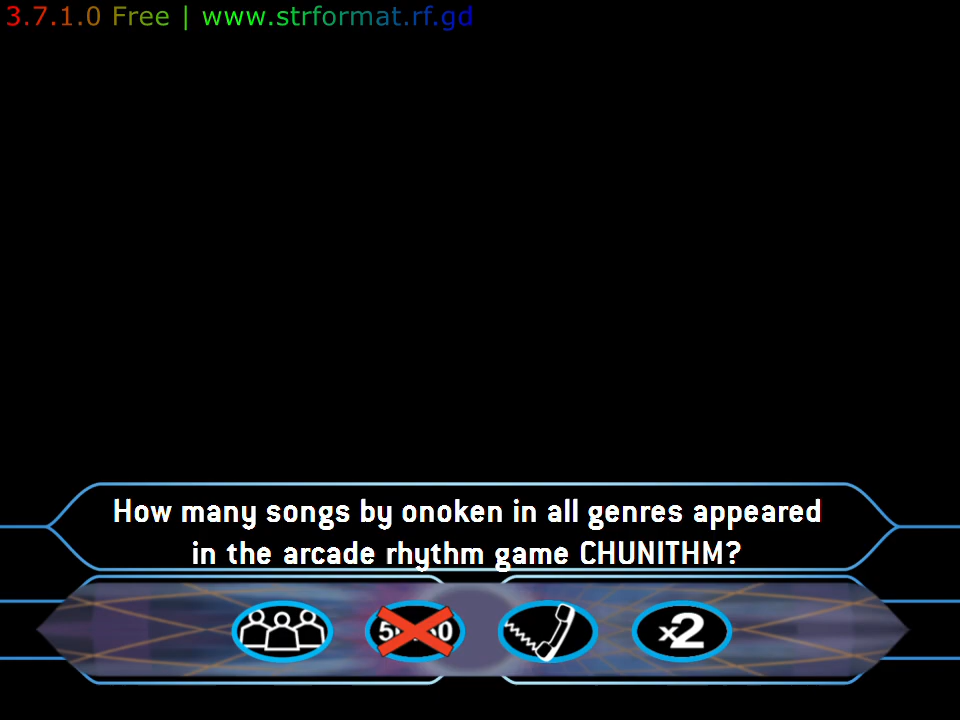 3.7.1.0 Free | www.strformat.rf.gd
How many songs by onoken in all genres appeared
in the arcade rhythm game CHUNITHM?
x2